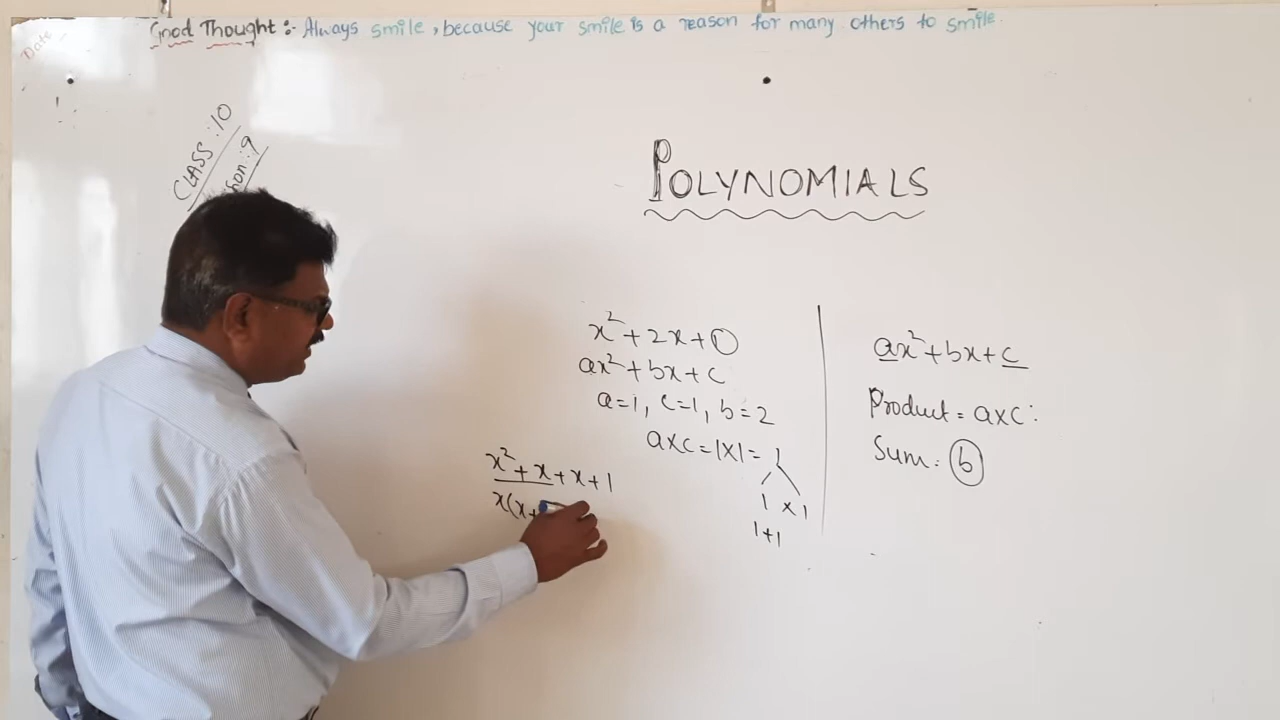 Good Thought :- Always smile, because your smile is a reason for many others to smile.
Date
CLASS : 10
: 9
POLYNOMIALS
x² + 2x + 1
ax² + bx + c
a=1, c=1, b=2
a×c = 1×1 = 1
1 × 1
1+1
x² + x + x + 1
x(x+
ax² + bx + c
Product = a×c :
Sum : b